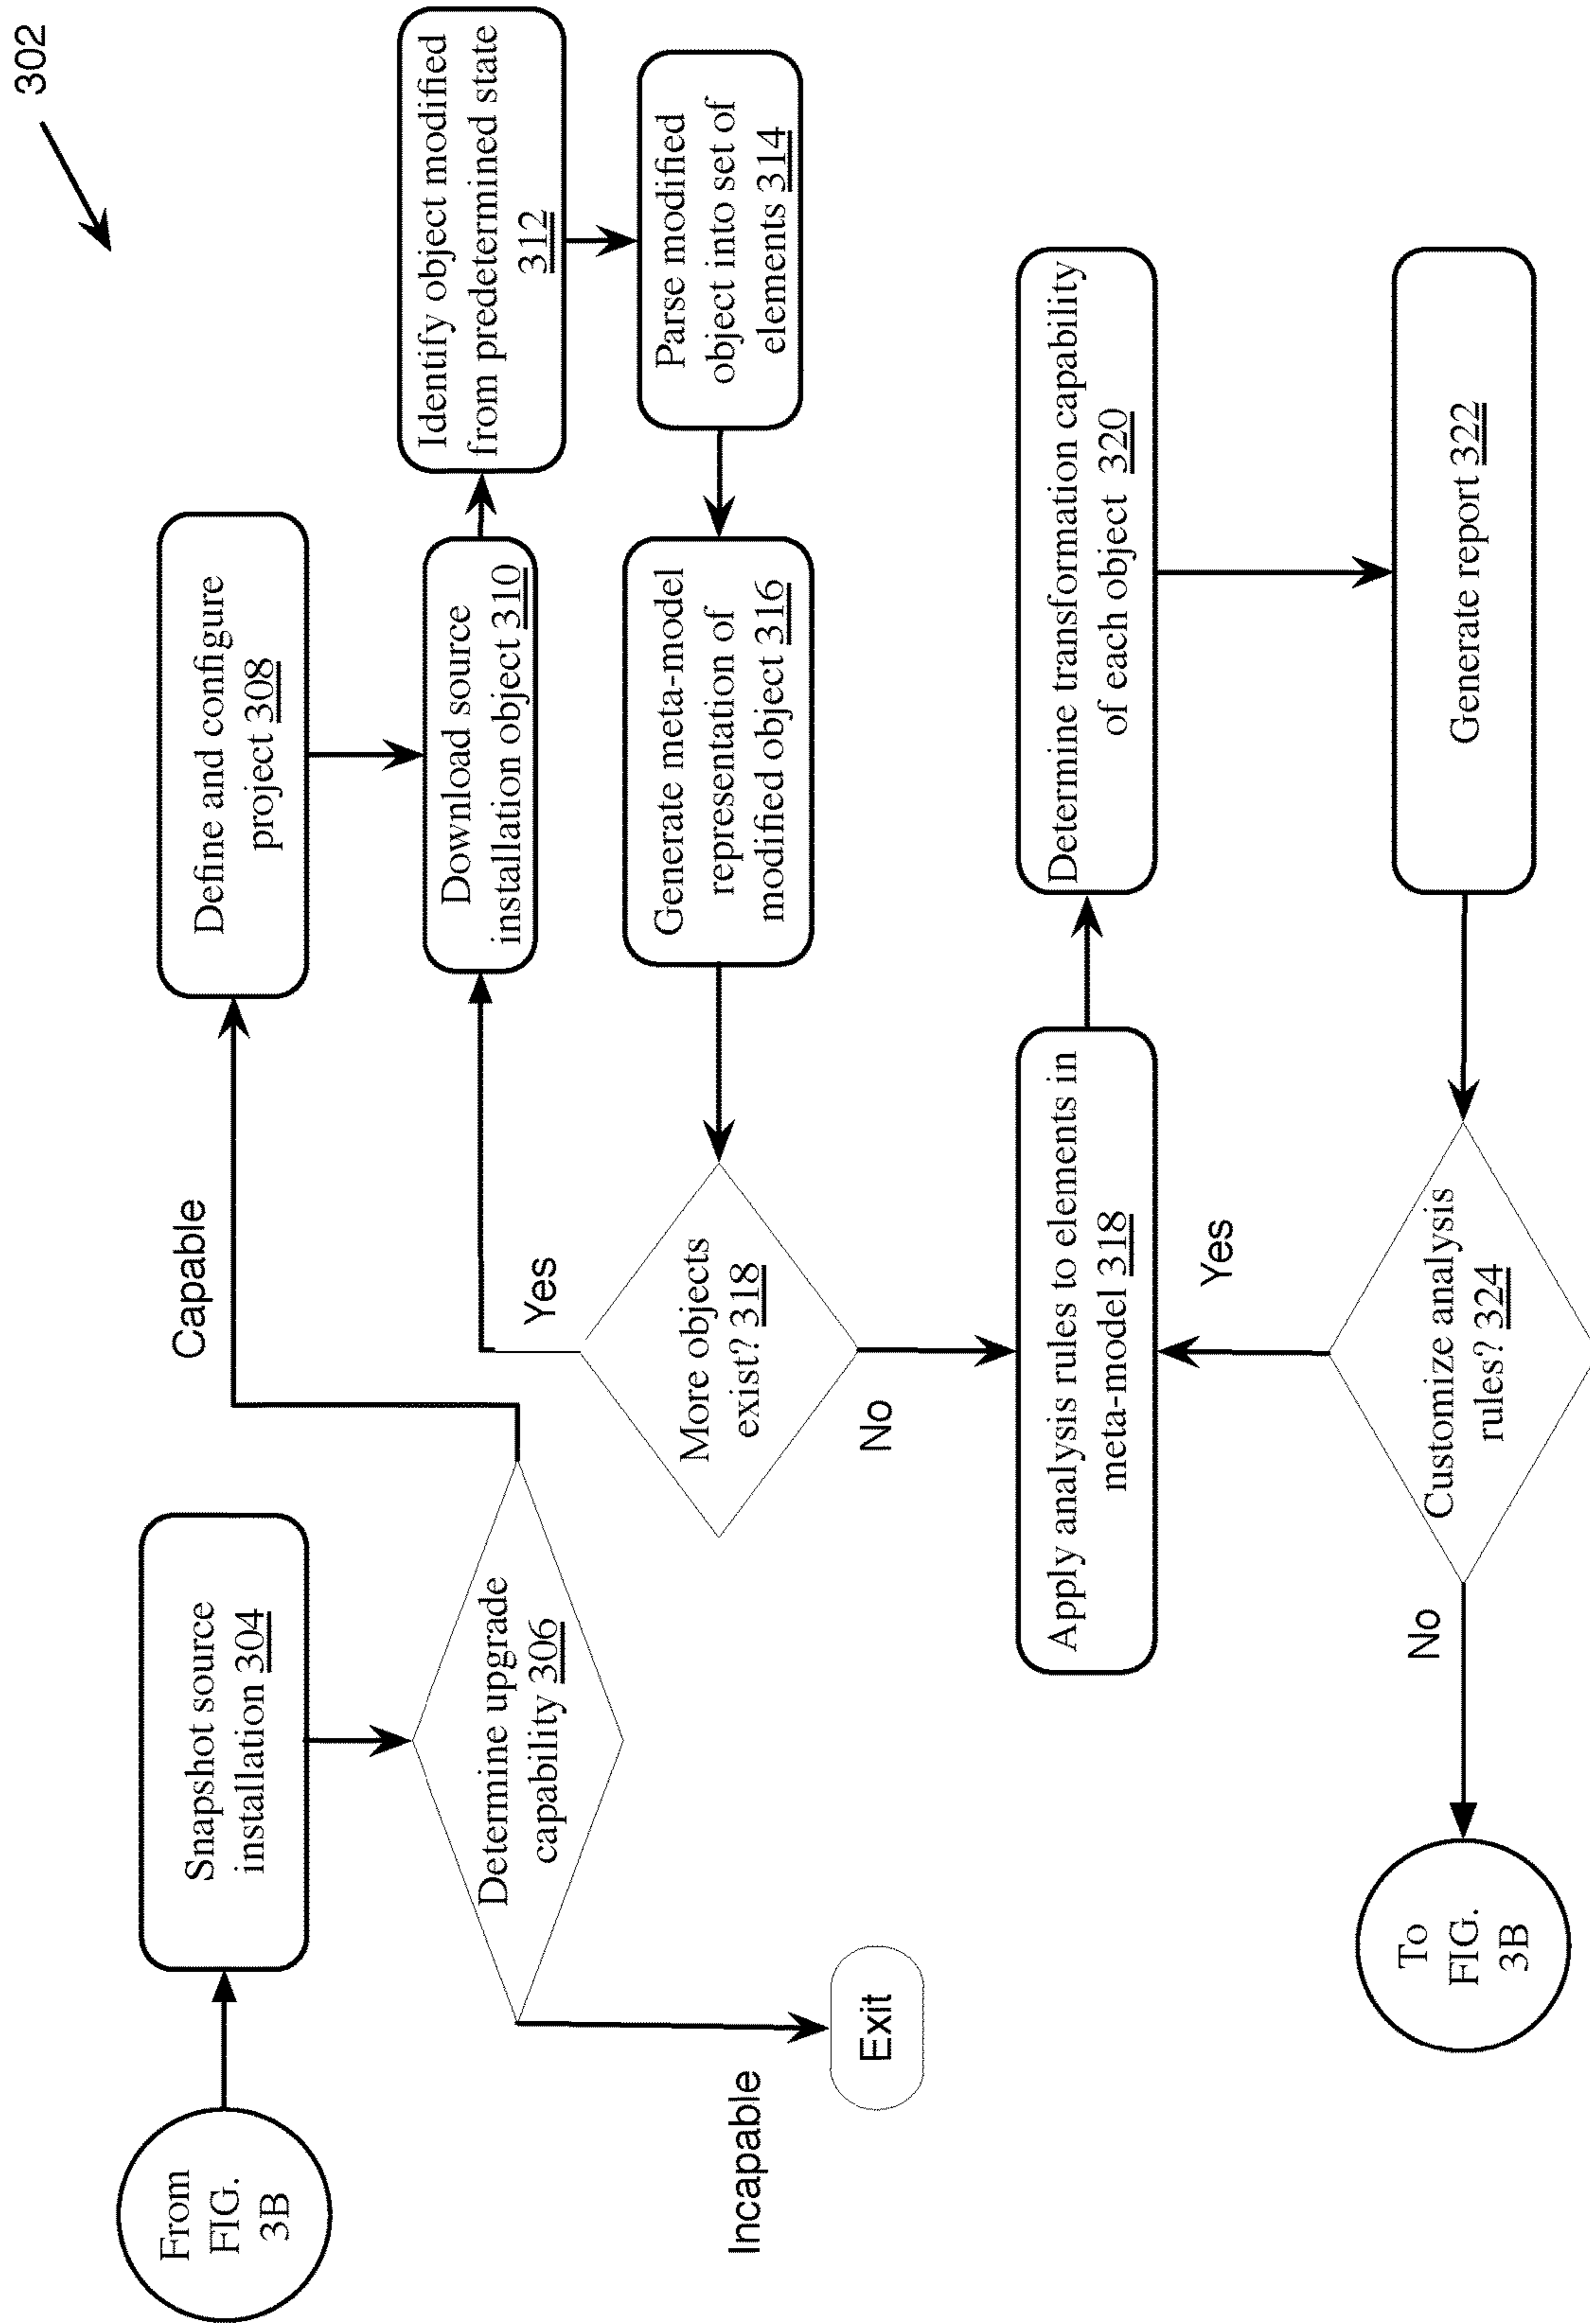 302
From
FIG.
3B
Snapshot source
installation 304
Determine upgrade
capability 306
Incapable
Exit
Capable
Define and configure
project 308
Download source
installation object 310
Identify object modified
from predetermined state
312
Parse modified
object into set of
elements 314
Generate meta-model
representation of
modified object 316
More objects
exist? 318
Yes
No
Apply analysis rules to elements in
meta-model 318
Determine transformation capability
of each object 320
Generate report 322
Customize analysis
rules? 324
Yes
No
To
FIG.
3B